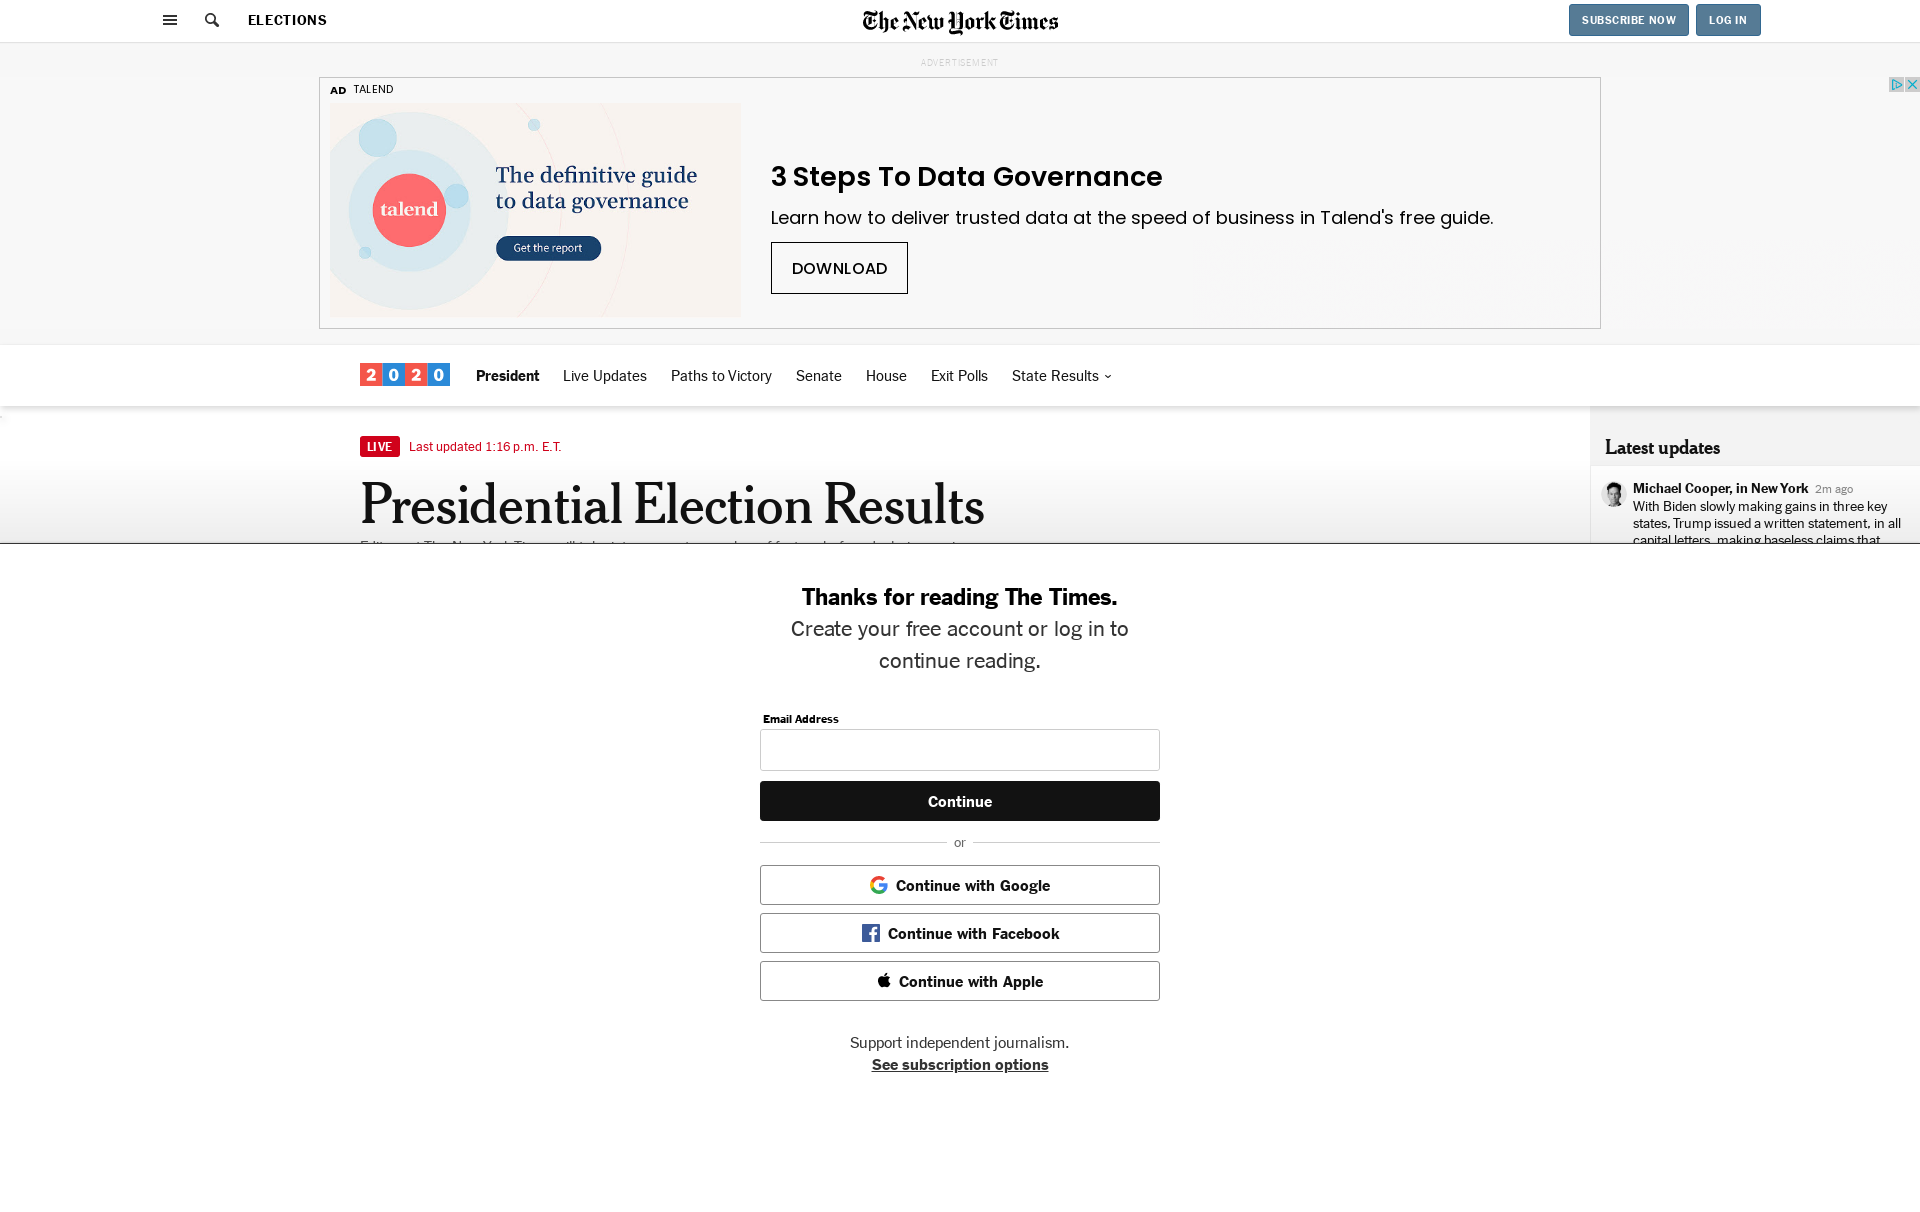 ELECTIONS
The New York Times
SUBSCRIBE NOW
LOG IN
ADVERTISEMENT
AD TALEND
talend
The definitive guide
to data governance
Get the report
3 Steps To Data Governance
Learn how to deliver trusted data at the speed of business in Talend's free guide.
DOWNLOAD
2020
President
Live Updates
Paths to Victory
Senate
House
Exit Polls
State Results
LIVE Last updated 1:16 p.m. E.T.
Presidential Election Results
Latest updates
Michael Cooper, in New York 2m ago
With Biden slowly making gains in three key
states, Trump issued a written statement, in all
capital letters, making baseless claims that
Thanks for reading The Times.
Create your free account or log in to
continue reading.
Email Address
Continue
or
Continue with Google
Continue with Facebook
Continue with Apple
Support independent journalism.
See subscription options